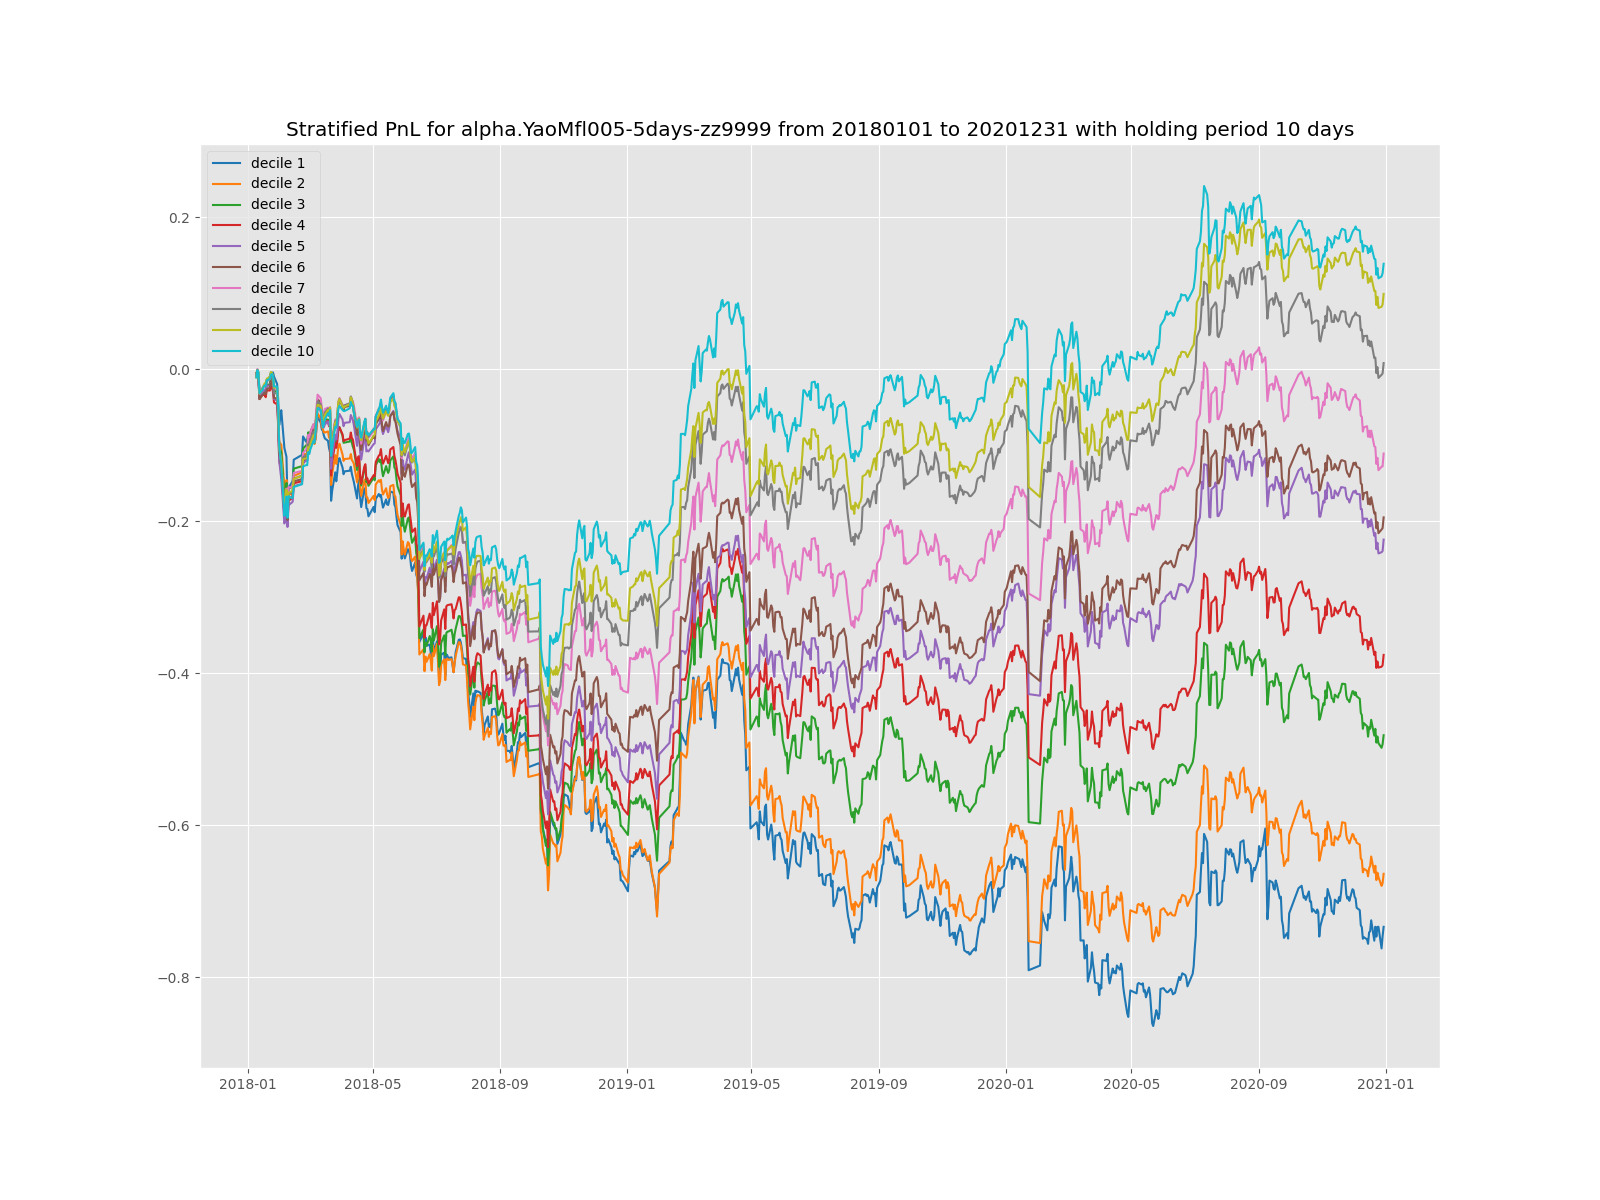 Stratified PnL for alpha.YaoMfl005-5days-zz9999 from 20180101 to 20201231 with holding period 10 days
decile 1
decile 2
decile 3
decile 4
decile 5
decile 6
decile 7
decile 8
decile 9
decile 10
0.2
0.0
−0.2
−0.4
−0.6
−0.8
2018-01 2018-05 2018-09 2019-01 2019-05 2019-09 2020-01 2020-05 2020-09 2021-01